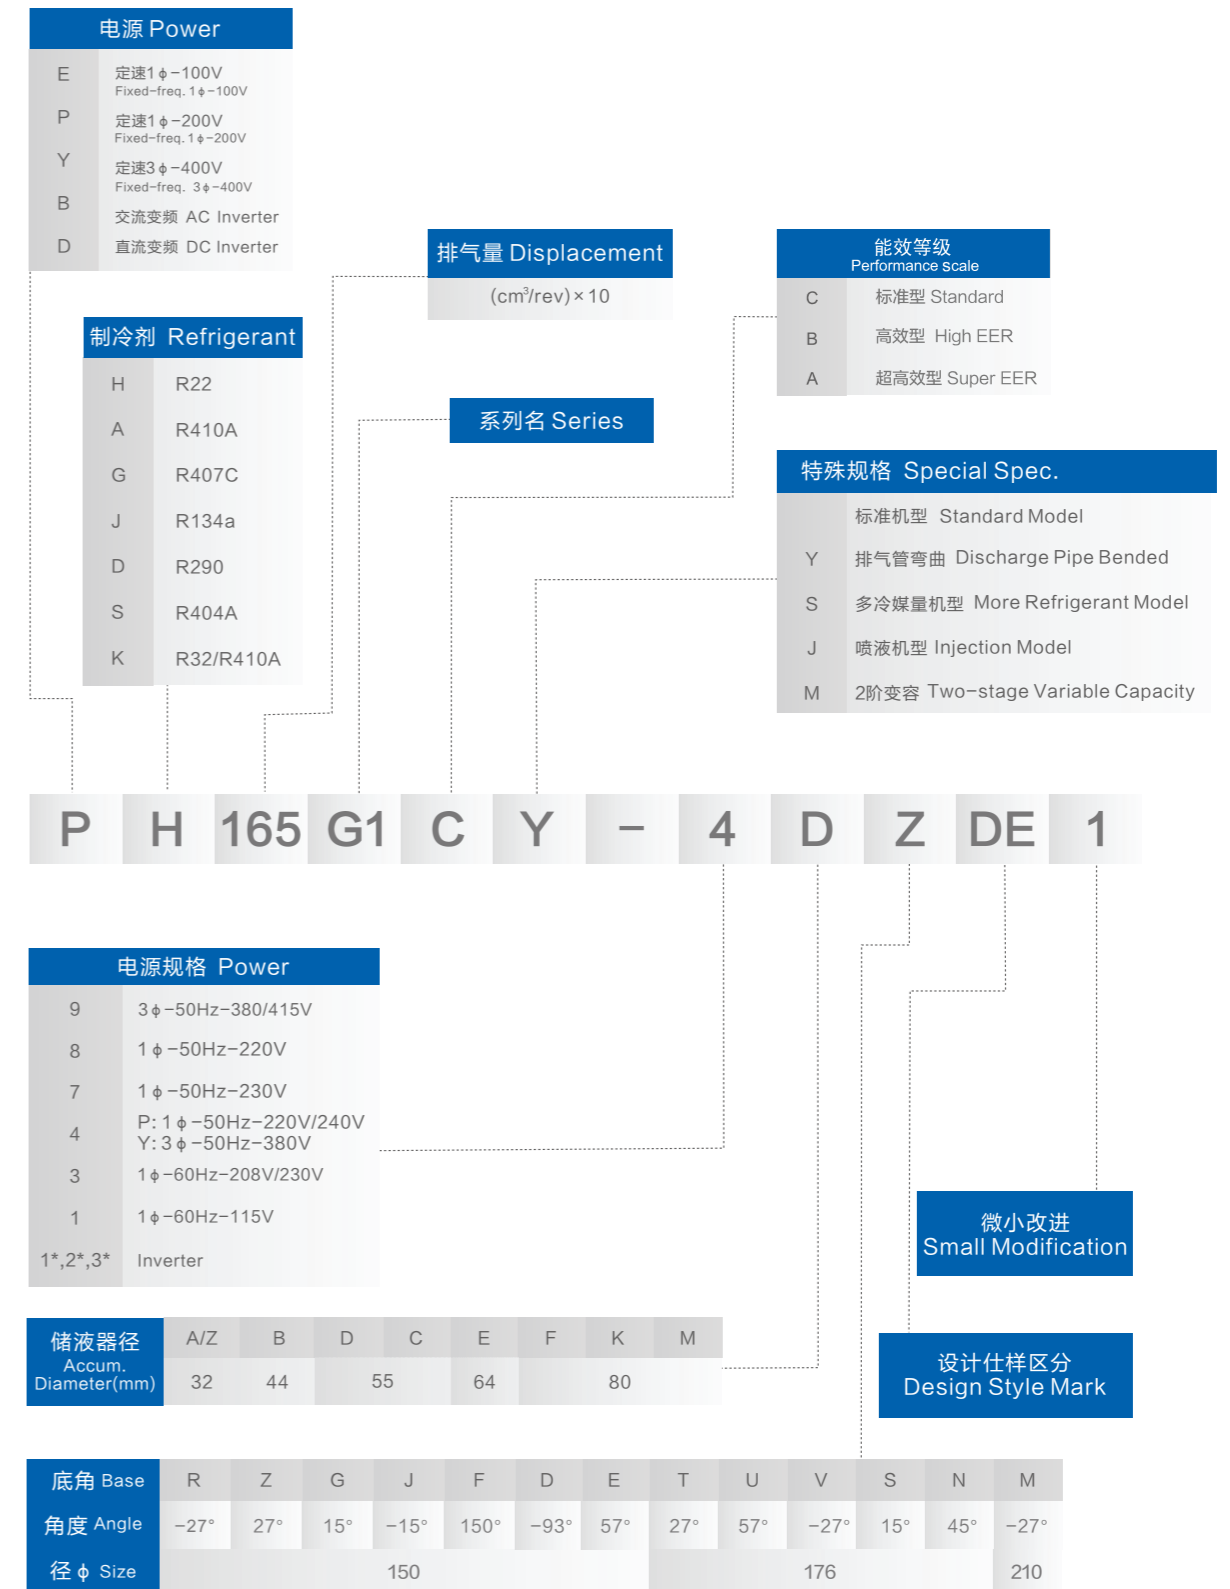 电源 Power
E 定速1ϕ-100V
Fixed-freq. 1ϕ-100V
P 定速1ϕ-200V
Fixed-freq. 1ϕ-200V
Y 定速3ϕ-400V
Fixed-freq. 3ϕ-400V
B 交流变频 AC Inverter
D 直流变频 DC Inverter
排气量 Displacement
(cm³/rev)×10
能效等级
Performance scale
C 标准型 Standard
B 高效型 High EER
A 超高效型 Super EER
制冷剂 Refrigerant
H R22
A R410A
G R407C
J R134a
D R290
S R404A
K R32/R410A
系列名 Series
特殊规格 Special Spec.
标准机型 Standard Model
Y 排气管弯曲 Discharge Pipe Bended
S 多冷媒量机型 More Refrigerant Model
J 喷液机型 Injection Model
M 2阶变容 Two-stage Variable Capacity
P H 165 G1 C Y - 4 D Z DE 1
电源规格 Power
9 3ϕ-50Hz-380/415V
8 1ϕ-50Hz-220V
7 1ϕ-50Hz-230V
4 P: 1ϕ-50Hz-220V/240V
Y: 3ϕ-50Hz-380V
3 1ϕ-60Hz-208V/230V
1 1ϕ-60Hz-115V
1*,2*,3* Inverter
微小改进
Small Modification
储液器径
Accum.
Diameter(mm)
A/Z B D C E F K M
32 44 55 64 80
设计仕样区分
Design Style Mark
底角 Base R Z G J F D E T U V S N M
角度 Angle -27° 27° 15° -15° 150° -93° 57° 27° 57° -27° 15° 45° -27°
径ϕ Size 150 176 210